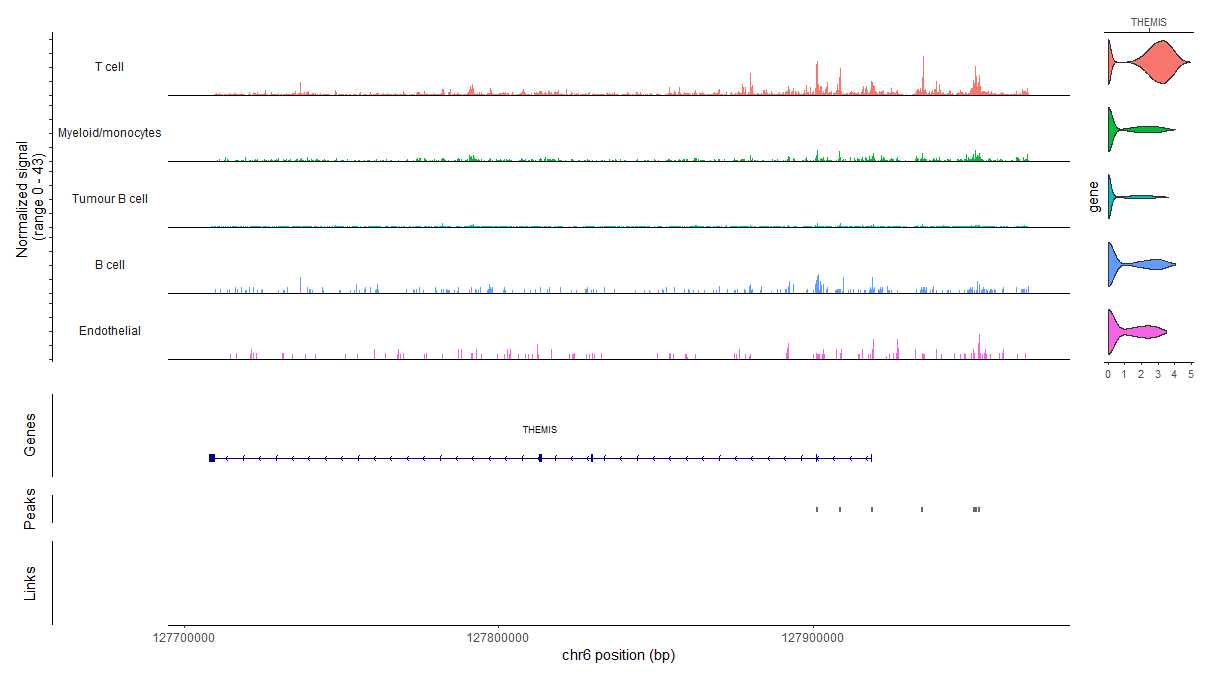 THEMIS
T cell
Myeloid/monocytes
Tumour B cell
B cell
Endothelial
Normalized signal
(range 0 - 43)
gene
0 1 2 3 4 5
Genes
THEMIS
Peaks
Links
127700000 127800000 127900000
chr6 position (bp)